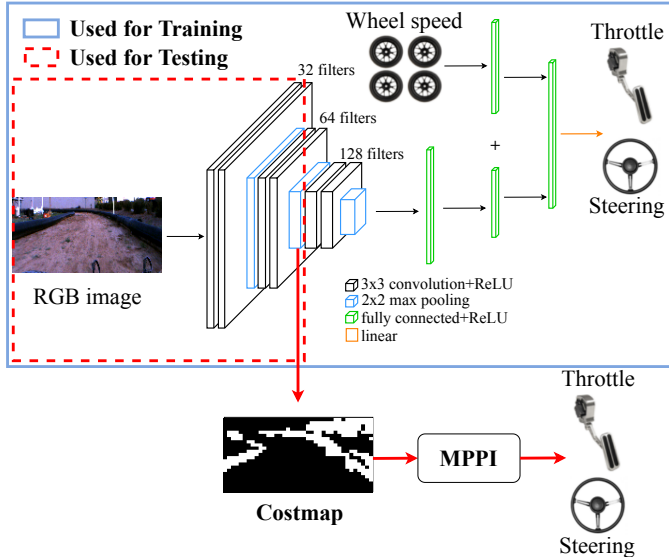 Used for Training
Used for Testing
Wheel speed
Throttle
32 filters
64 filters
128 filters
+
Steering
RGB image
3x3 convolution+ReLU
2x2 max pooling
fully connected+ReLU
linear
Throttle
MPPI
Costmap
Steering